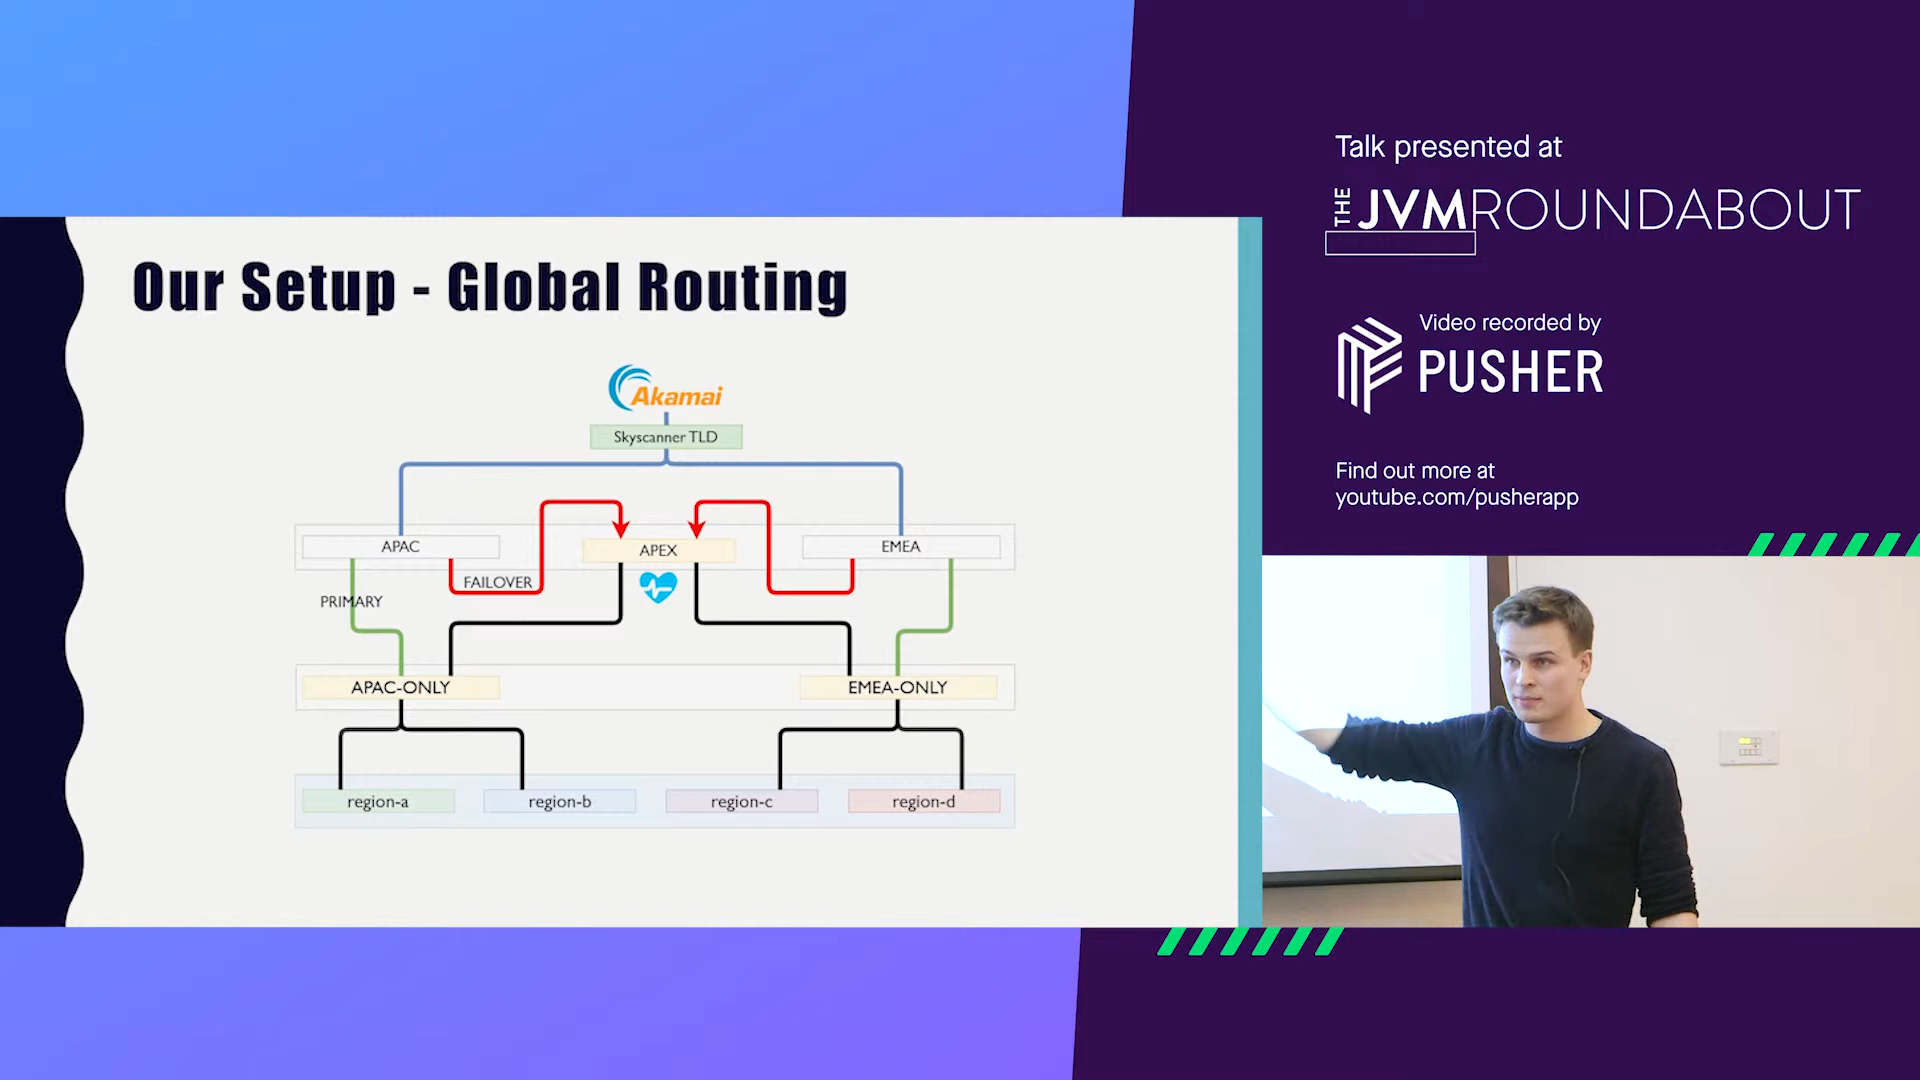 Our Setup - Global Routing
Akamai
Skyscanner TLD
APAC
APEX
EMEA
FAILOVER
PRIMARY
APAC-ONLY
EMEA-ONLY
region-a
region-b
region-c
region-d
Talk presented at
THE JVMROUNDABOUT
Video recorded by
PUSHER
Find out more at
youtube.com/pusherapp